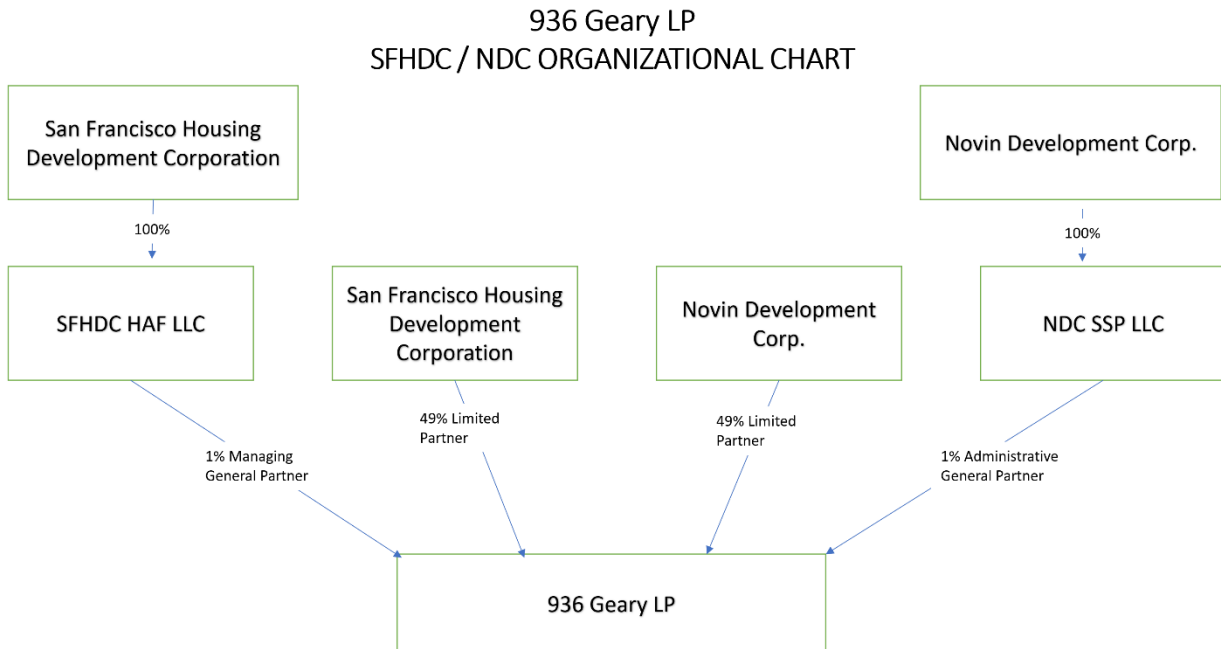 936 Geary LP
SFHDC / NDC ORGANIZATIONAL CHART
San Francisco Housing
Development Corporation
Novin Development Corp.
100%
100%
SFHDC HAF LLC
San Francisco Housing
Development
Corporation
Novin Development
Corp.
NDC SSP LLC
49% Limited
Partner
49% Limited
Partner
1% Managing
General Partner
1% Administrative
General Partner
936 Geary LP